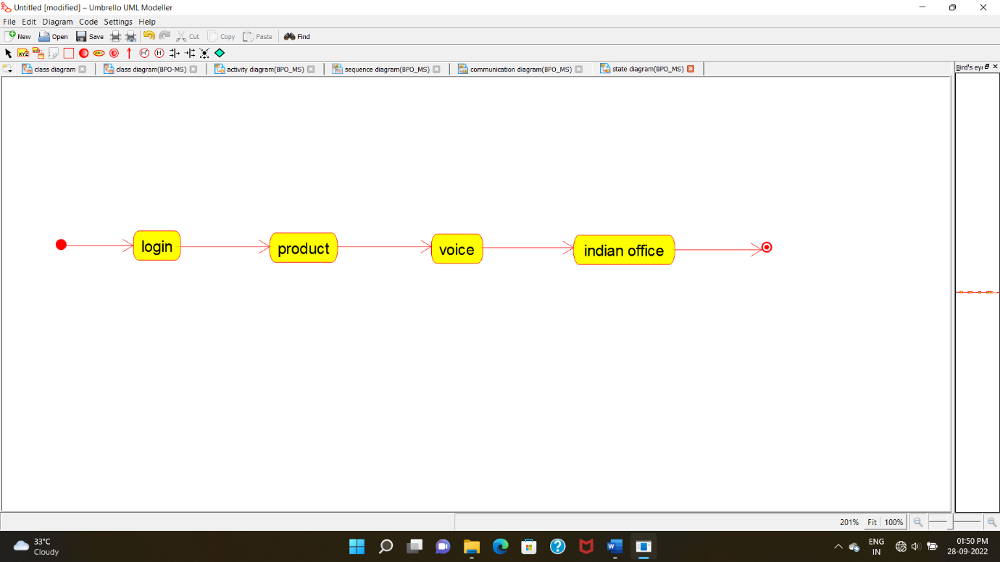 Untitled [modified] – Umbrello UML Modeller
File Edit Diagram Code Settings Help
New Open Save Cut Copy Paste Find
XYZ ABC H* H
class diagram class diagram(BPO-MS) activity diagram(BPO_MS) sequence diagram(BPO_MS) communication diagram(BPO_MS) state diagram(BPO_MS) Bird's eye
login product voice indian office
201% Fit 100%
33°C
Cloudy
ENG
IN
01:50 PM
28-09-2022